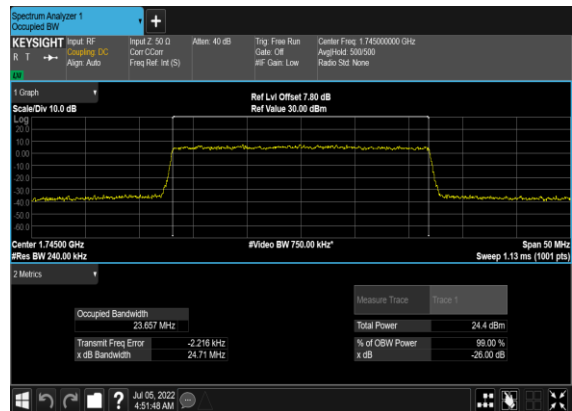 Spectrum Analyzer 1
Occupied BW
KEYSIGHT
R T
LXI
Input: RF
Coupling: DC
Align: Auto
Input Z: 50 Ω
Corr CCorr
Freq Ref: Int (S)
Atten: 40 dB
Trig: Free Run
Gate: Off
#IF Gain: Low
Center Freq: 1.745000000 GHz
Avg|Hold: 500/500
Radio Std: None
1 Graph
Scale/Div 10.0 dB
Ref Lvl Offset 7.80 dB
Ref Value 30.00 dBm
Log
20.0
10.0
0.00
-10.0
-20.0
-30.0
-40.0
-50.0
-60.0
Center 1.74500 GHz
#Res BW 240.00 kHz
#Video BW 750.00 kHz*
Span 50 MHz
Sweep 1.13 ms (1001 pts)
2 Metrics
Measure Trace
Trace 1
Occupied Bandwidth
23.657 MHz
Total Power
24.4 dBm
Transmit Freq Error
-2.216 kHz
% of OBW Power
99.00 %
x dB Bandwidth
24.71 MHz
x dB
-26.00 dB
?
Jul 05, 2022
4:51:48 AM